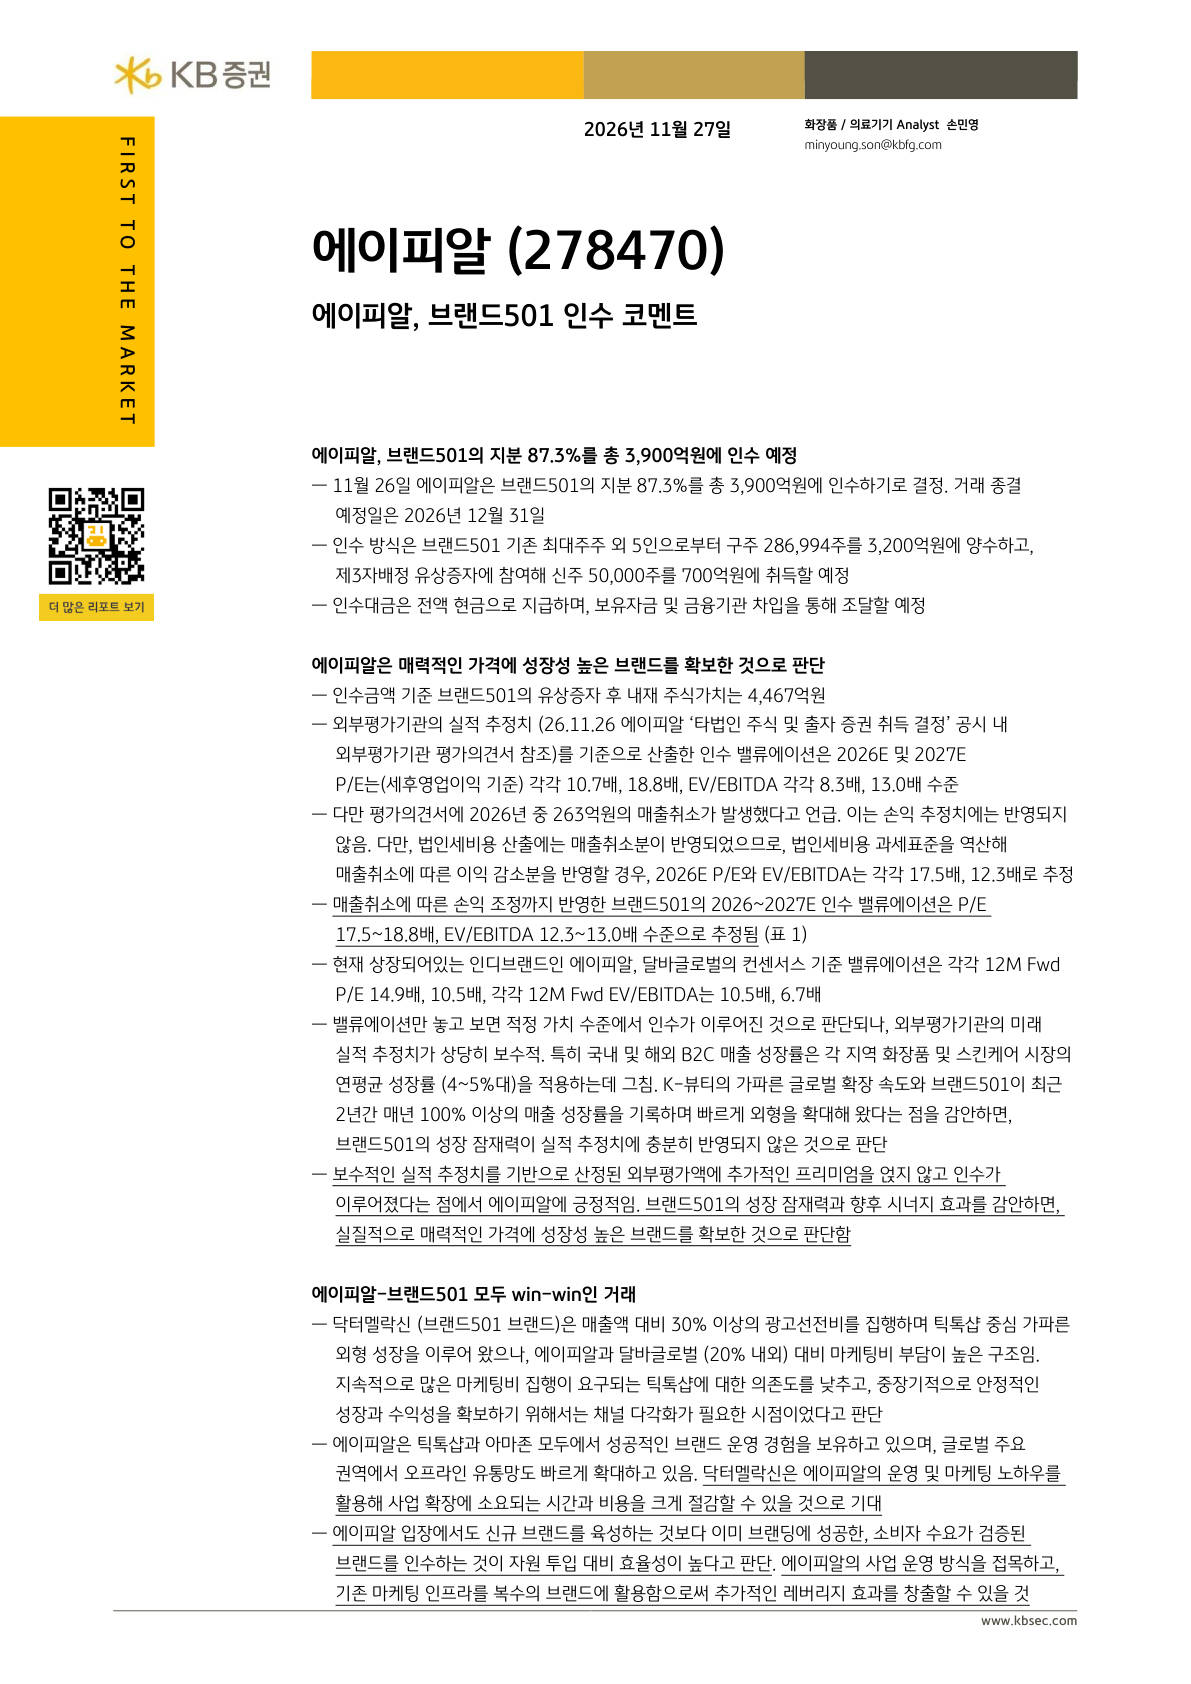 KB증권
2026년 11월 27일
화장품 / 의료기기 Analyst 손민영
minyoung.son@kbfg.com
FIRST TO THE MARKET
에이피알 (278470)
에이피알, 브랜드501 인수 코멘트
더 많은 리포트 보기
에이피알, 브랜드501의 지분 87.3%를 총 3,900억원에 인수 예정
— 11월 26일 에이피알은 브랜드501의 지분 87.3%를 총 3,900억원에 인수하기로 결정. 거래 종결
예정일은 2026년 12월 31일
— 인수 방식은 브랜드501 기존 최대주주 외 5인으로부터 구주 286,994주를 3,200억원에 양수하고,
제3자배정 유상증자에 참여해 신주 50,000주를 700억원에 취득할 예정
— 인수대금은 전액 현금으로 지급하며, 보유자금 및 금융기관 차입을 통해 조달할 예정
에이피알은 매력적인 가격에 성장성 높은 브랜드를 확보한 것으로 판단
— 인수금액 기준 브랜드501의 유상증자 후 내재 주식가치는 4,467억원
— 외부평가기관의 실적 추정치 (26.11.26 에이피알 ‘타법인 주식 및 출자 증권 취득 결정’ 공시 내
외부평가기관 평가의견서 참조)를 기준으로 산출한 인수 밸류에이션은 2026E 및 2027E
P/E는(세후영업이익 기준) 각각 10.7배, 18.8배, EV/EBITDA 각각 8.3배, 13.0배 수준
— 다만 평가의견서에 2026년 중 263억원의 매출취소가 발생했다고 언급. 이는 손익 추정치에는 반영되지
않음. 다만, 법인세비용 산출에는 매출취소분이 반영되었으므로, 법인세비용 과세표준을 역산해
매출취소에 따른 이익 감소분을 반영할 경우, 2026E P/E와 EV/EBITDA는 각각 17.5배, 12.3배로 추정
— 매출취소에 따른 손익 조정까지 반영한 브랜드501의 2026~2027E 인수 밸류에이션은 P/E
17.5~18.8배, EV/EBITDA 12.3~13.0배 수준으로 추정됨 (표 1)
— 현재 상장되어있는 인디브랜드인 에이피알, 달바글로벌의 컨센서스 기준 밸류에이션은 각각 12M Fwd
P/E 14.9배, 10.5배, 각각 12M Fwd EV/EBITDA는 10.5배, 6.7배
— 밸류에이션만 놓고 보면 적정 가치 수준에서 인수가 이루어진 것으로 판단되나, 외부평가기관의 미래
실적 추정치가 상당히 보수적. 특히 국내 및 해외 B2C 매출 성장률은 각 지역 화장품 및 스킨케어 시장의
연평균 성장률 (4~5%대)을 적용하는데 그침. K-뷰티의 가파른 글로벌 확장 속도와 브랜드501이 최근
2년간 매년 100% 이상의 매출 성장률을 기록하며 빠르게 외형을 확대해 왔다는 점을 감안하면,
브랜드501의 성장 잠재력이 실적 추정치에 충분히 반영되지 않은 것으로 판단
— 보수적인 실적 추정치를 기반으로 산정된 외부평가액에 추가적인 프리미엄을 얹지 않고 인수가
이루어졌다는 점에서 에이피알에 긍정적임. 브랜드501의 성장 잠재력과 향후 시너지 효과를 감안하면,
실질적으로 매력적인 가격에 성장성 높은 브랜드를 확보한 것으로 판단함
에이피알-브랜드501 모두 win-win인 거래
— 닥터멜락신 (브랜드501 브랜드)은 매출액 대비 30% 이상의 광고선전비를 집행하며 틱톡샵 중심 가파른
외형 성장을 이루어 왔으나, 에이피알과 달바글로벌 (20% 내외) 대비 마케팅비 부담이 높은 구조임.
지속적으로 많은 마케팅비 집행이 요구되는 틱톡샵에 대한 의존도를 낮추고, 중장기적으로 안정적인
성장과 수익성을 확보하기 위해서는 채널 다각화가 필요한 시점이었다고 판단
— 에이피알은 틱톡샵과 아마존 모두에서 성공적인 브랜드 운영 경험을 보유하고 있으며, 글로벌 주요
권역에서 오프라인 유통망도 빠르게 확대하고 있음. 닥터멜락신은 에이피알의 운영 및 마케팅 노하우를
활용해 사업 확장에 소요되는 시간과 비용을 크게 절감할 수 있을 것으로 기대
— 에이피알 입장에서도 신규 브랜드를 육성하는 것보다 이미 브랜딩에 성공한, 소비자 수요가 검증된
브랜드를 인수하는 것이 자원 투입 대비 효율성이 높다고 판단. 에이피알의 사업 운영 방식을 접목하고,
기존 마케팅 인프라를 복수의 브랜드에 활용함으로써 추가적인 레버리지 효과를 창출할 수 있을 것
www.kbsec.com